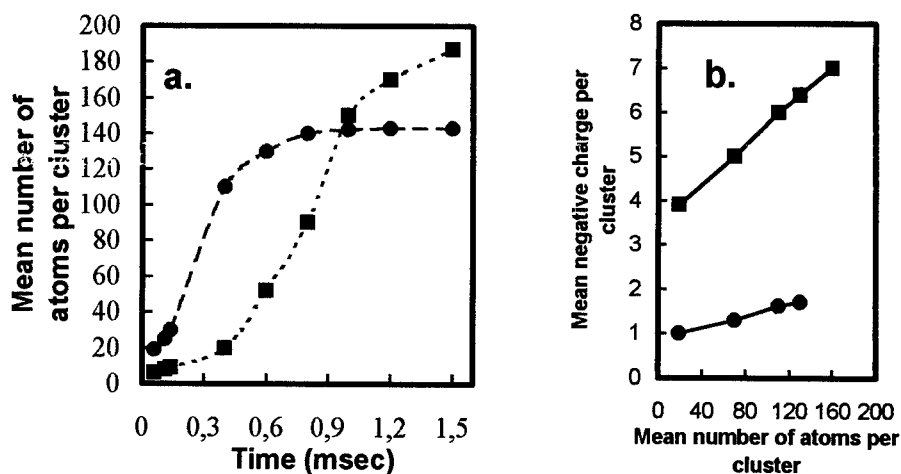 200
180
160
140
120
100
80
60
40
20
0
a.
Mean number of
atoms per cluster
0 0,3 0,6 0,9 1,2 1,5
Time (msec)
8
7
6
5
4
3
2
1
0
b.
Mean negative charge per
cluster
0 40 80 120 160 200
Mean number of atoms per
cluster